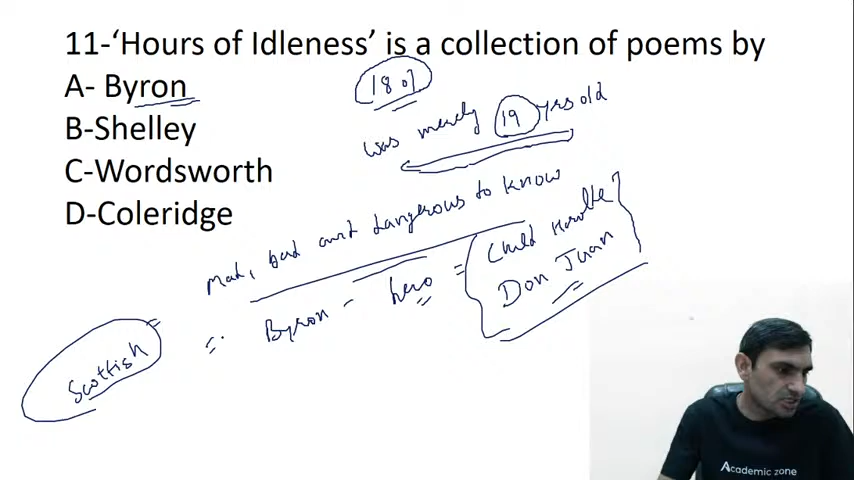 11-‘Hours of Idleness’ is a collection of poems by
A- Byron
1807
was merely 19 yrs old
B-Shelley
C-Wordsworth
D-Coleridge
mad, bad and dangerous to know
Byron - hero = Child
Don Juan
Scottish
Academic zone